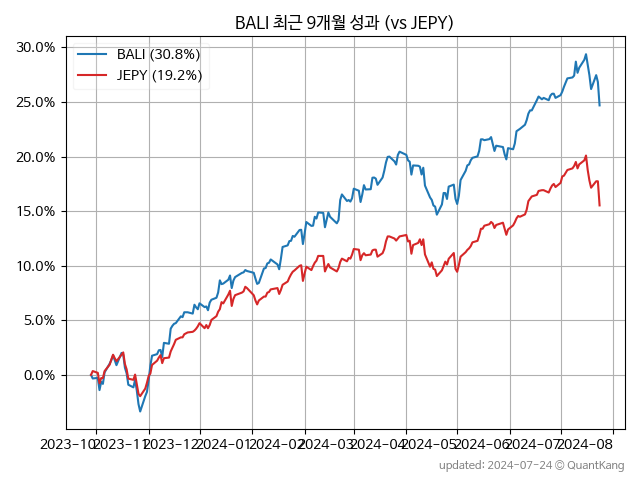 BALI 최근 9개월 성과 (vs JEPY)
BALI (30.8%)
JEPY (19.2%)
30.0%
25.0%
20.0%
15.0%
10.0%
5.0%
0.0%
2023-10 2023-11 2023-12 2024-01 2024-02 2024-03 2024-04 2024-05 2024-06 2024-07 2024-08
updated: 2024-07-24 © QuantKang